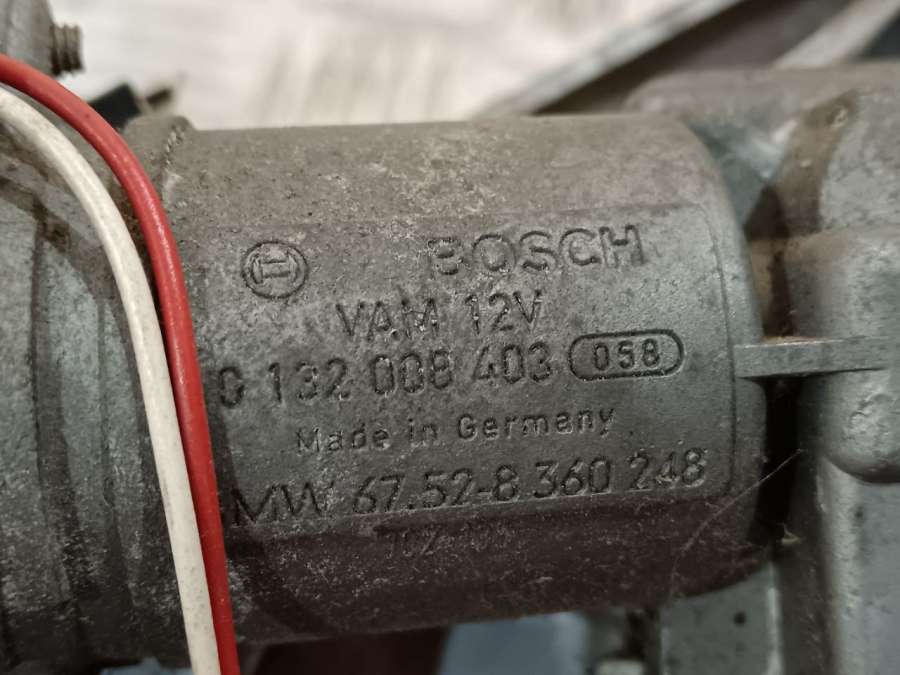 BOSCH
VAM 12V
0 132 008 403 058
Made in Germany
BMW 67.52-8 360 248